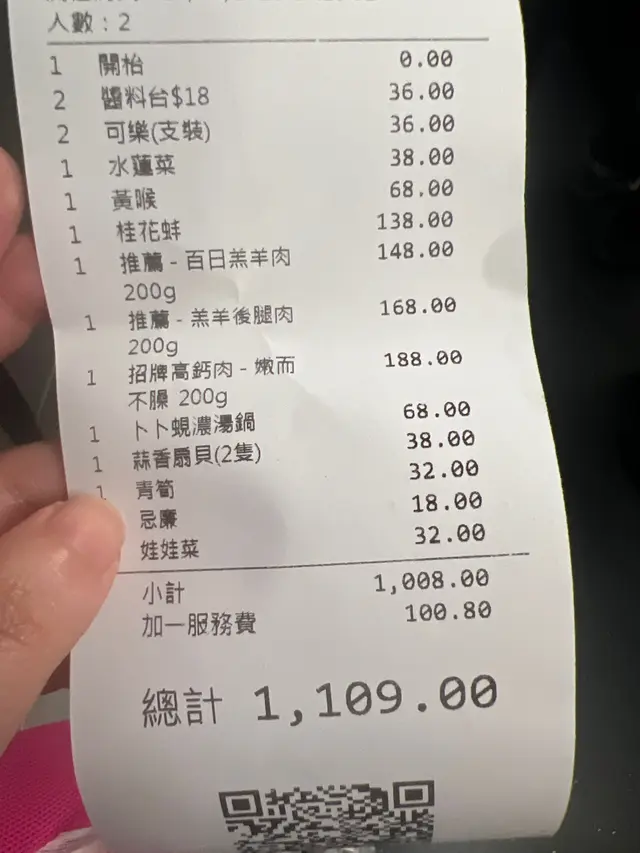 人數：2
1 開枱 0.00
2 醬料台$18 36.00
2 可樂(支裝) 36.00
1 水蓮菜 38.00
1 黃喉 68.00
1 桂花蚌 138.00
1 推薦 - 百日羔羊肉 148.00
200g
1 推薦 - 羔羊後腿肉 168.00
200g
1 招牌高鈣肉 - 嫩而 188.00
不臊 200g
1 卜卜蜆濃湯鍋 68.00
1 蒜香扇貝(2隻) 38.00
1 青筍 32.00
忌廉 18.00
娃娃菜 32.00
小計 1,008.00
加一服務費 100.80
總計 1,109.00